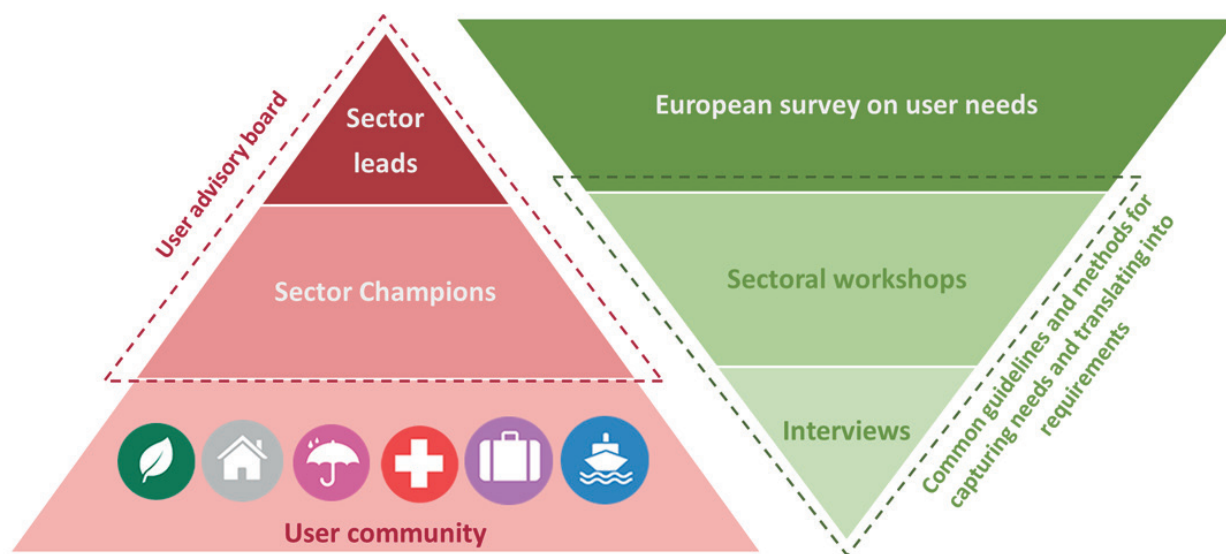 User advisory board
Sector
leads
Sector Champions
User community
European survey on user needs
Sectoral workshops
Interviews
Common guidelines and methods for
capturing needs and translating into
requirements